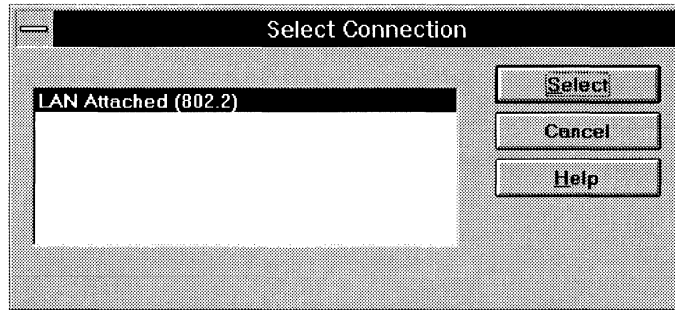 Select Connection
LAN Attached (802.2)
Select
Cancel
Help